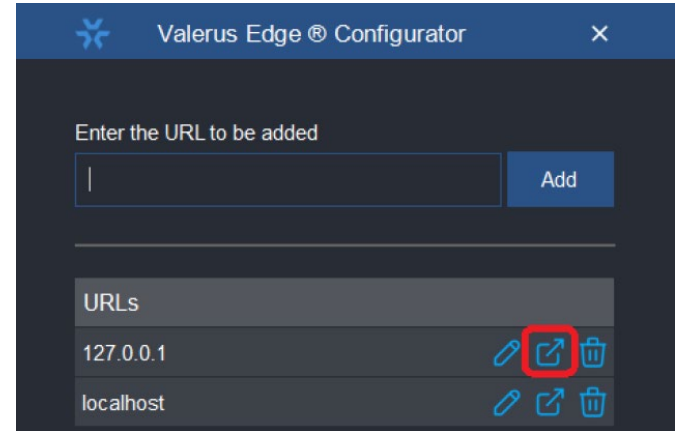 Valerus Edge ® Configurator
Enter the URL to be added
Add
URLs
127.0.0.1
localhost